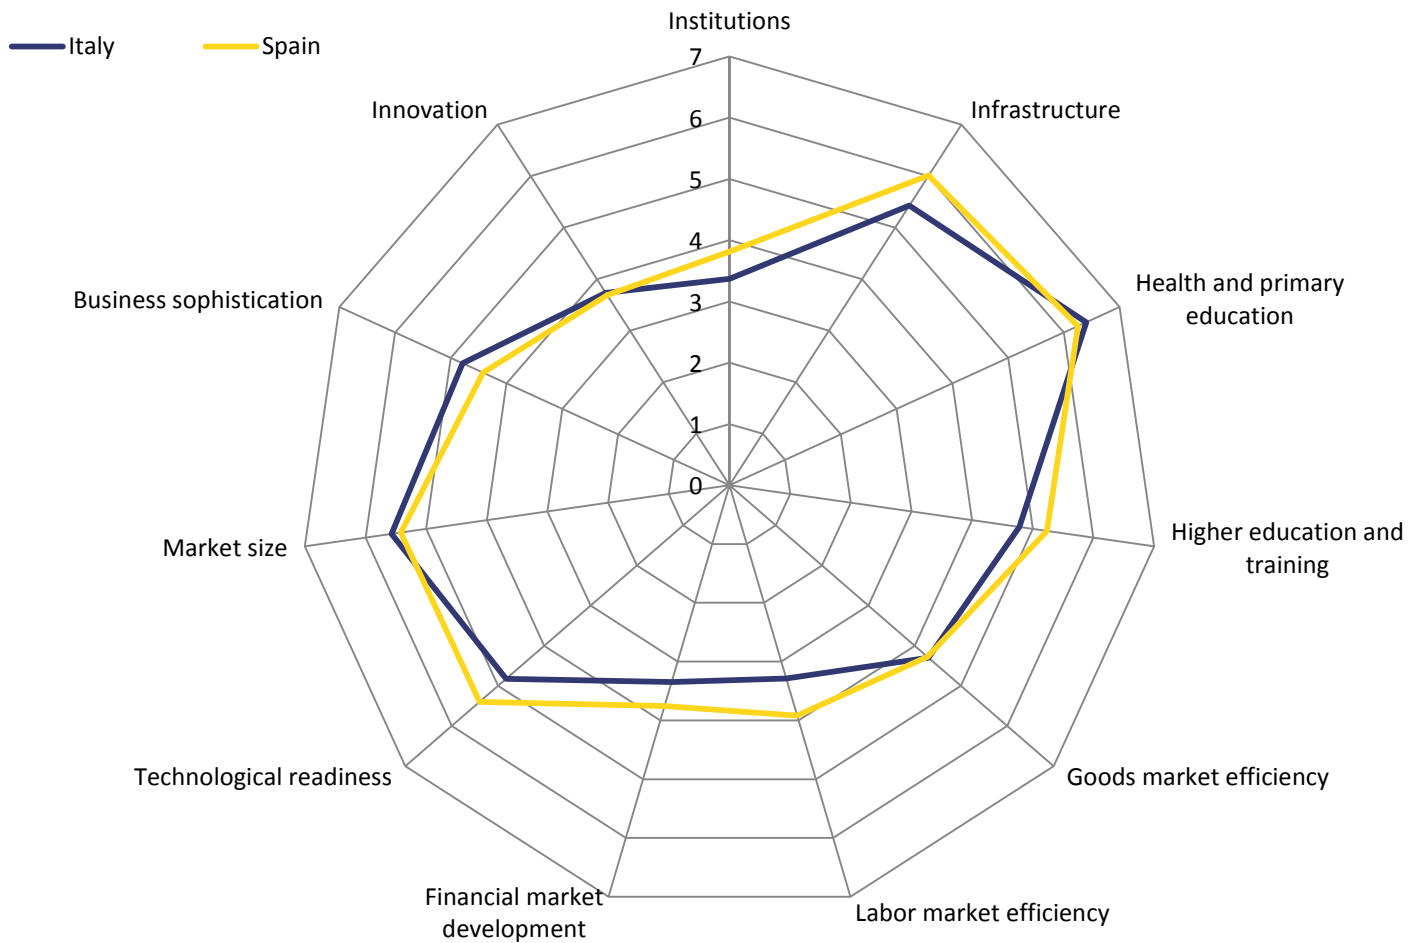 Institutions
Italy
Spain
7
Innovation
Infrastructure
6
5
4
Health and primary
education
Business sophistication
3
2
1
0
Higher education and
training
Market size
Technological readiness
Goods market efficiency
Financial market
development
Labor market efficiency